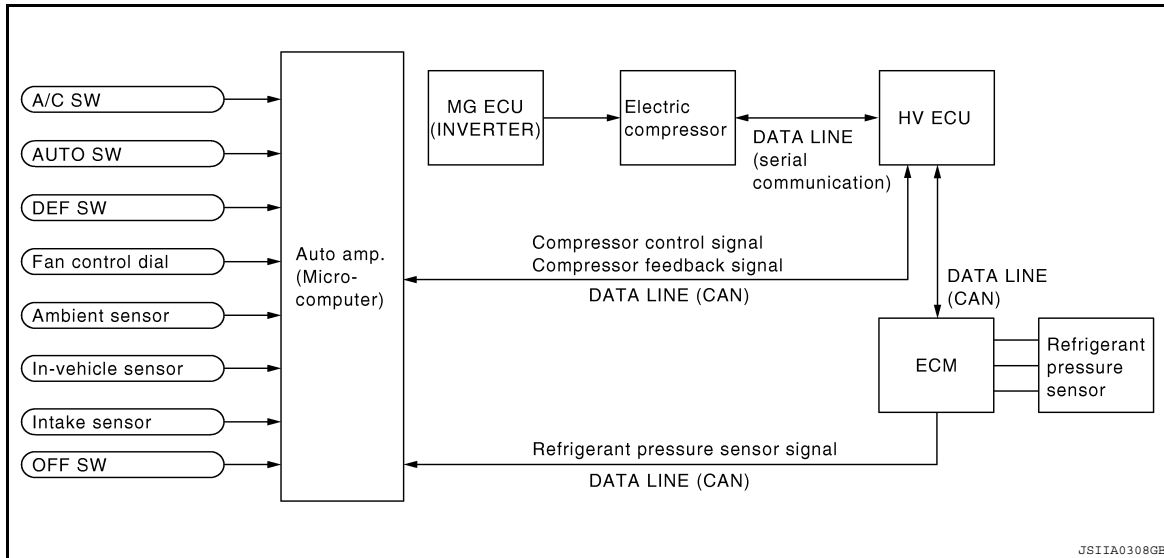 A/C SW
AUTO SW
DEF SW
Fan control dial
Ambient sensor
In-vehicle sensor
Intake sensor
OFF SW
Auto amp.
(Micro-
computer)
MG ECU
(INVERTER)
Electric
compressor
DATA LINE
(serial
communication)
HV ECU
Compressor control signal
Compressor feedback signal
DATA LINE (CAN)
DATA LINE
(CAN)
ECM
Refrigerant
pressure
sensor
Refrigerant pressure sensor signal
DATA LINE (CAN)
JSIIA0308GB